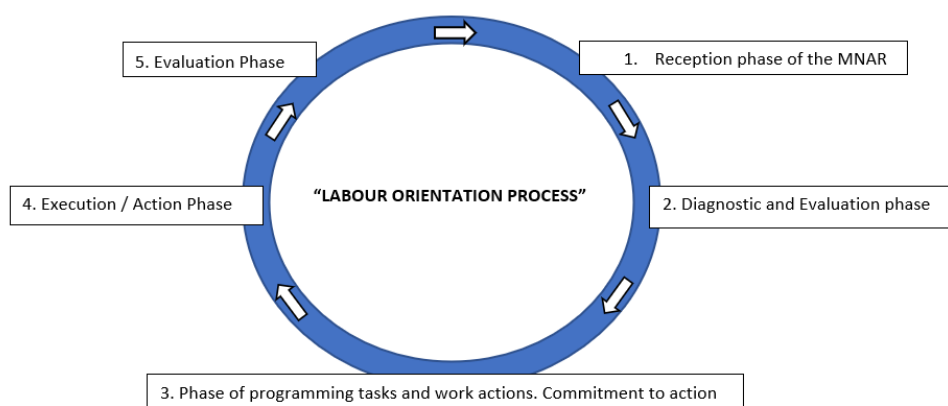 1. Reception phase of the MNAR
2. Diagnostic and Evaluation phase
3. Phase of programming tasks and work actions. Commitment to action
4. Execution / Action Phase
5. Evaluation Phase
“LABOUR ORIENTATION PROCESS”